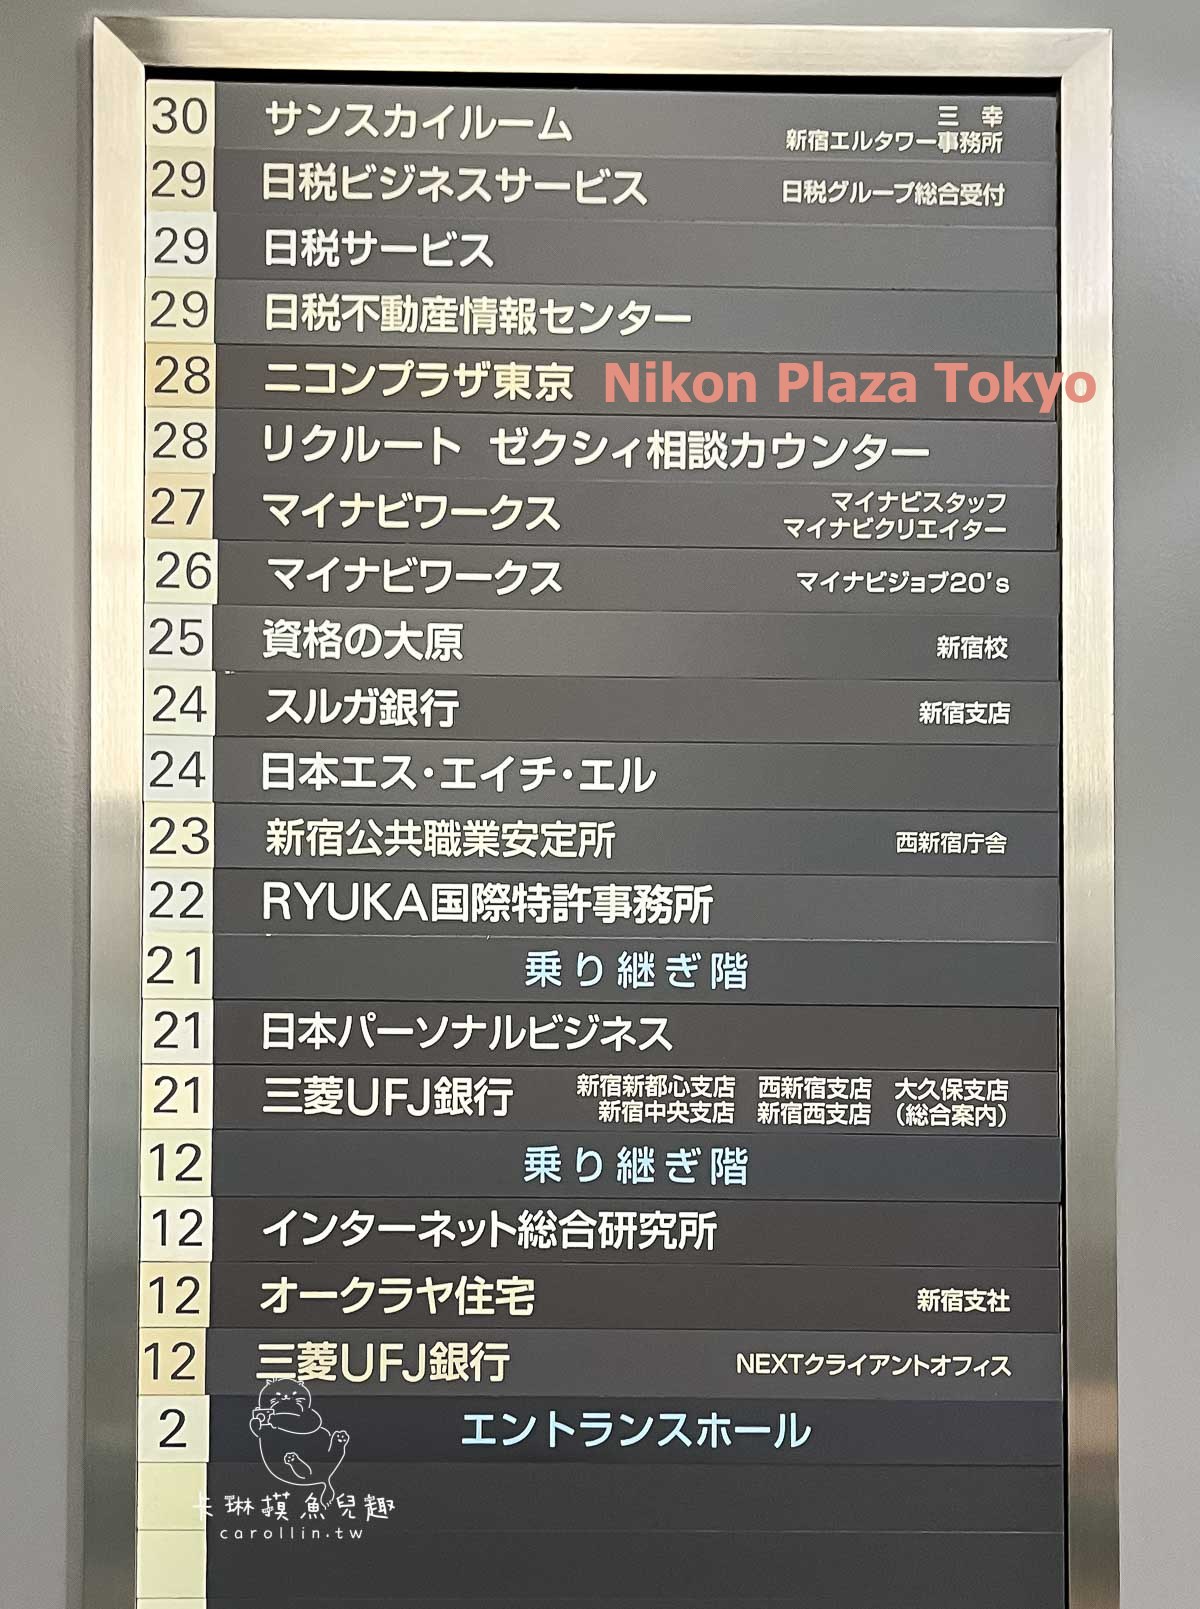 30 サンスカイルーム 三 幸
新宿エルタワー事務所
29 日税ビジネスサービス 日税グループ総合受付
29 日税サービス
29 日税不動産情報センター
28 ニコンプラザ東京 Nikon Plaza Tokyo
28 リクルート ゼクシィ相談カウンター
27 マイナビワークス マイナビスタッフ
マイナビクリエイター
26 マイナビワークス マイナビジョブ20's
25 資格の大原 新宿校
24 スルガ銀行 新宿支店
24 日本エス・エイチ・エル
23 新宿公共職業安定所 西新宿庁舎
22 RYUKA国際特許事務所
21 乗り継ぎ階
21 日本パーソナルビジネス
21 三菱UFJ銀行 新宿新都心支店 西新宿支店 大久保支店
新宿中央支店 新宿西支店 (総合案内)
12 乗り継ぎ階
12 インターネット総合研究所
12 オークラヤ住宅 新宿支社
12 三菱UFJ銀行 NEXTクライアントオフィス
2 エントランスホール
卡琳摸魚兒趣
carollin.tw